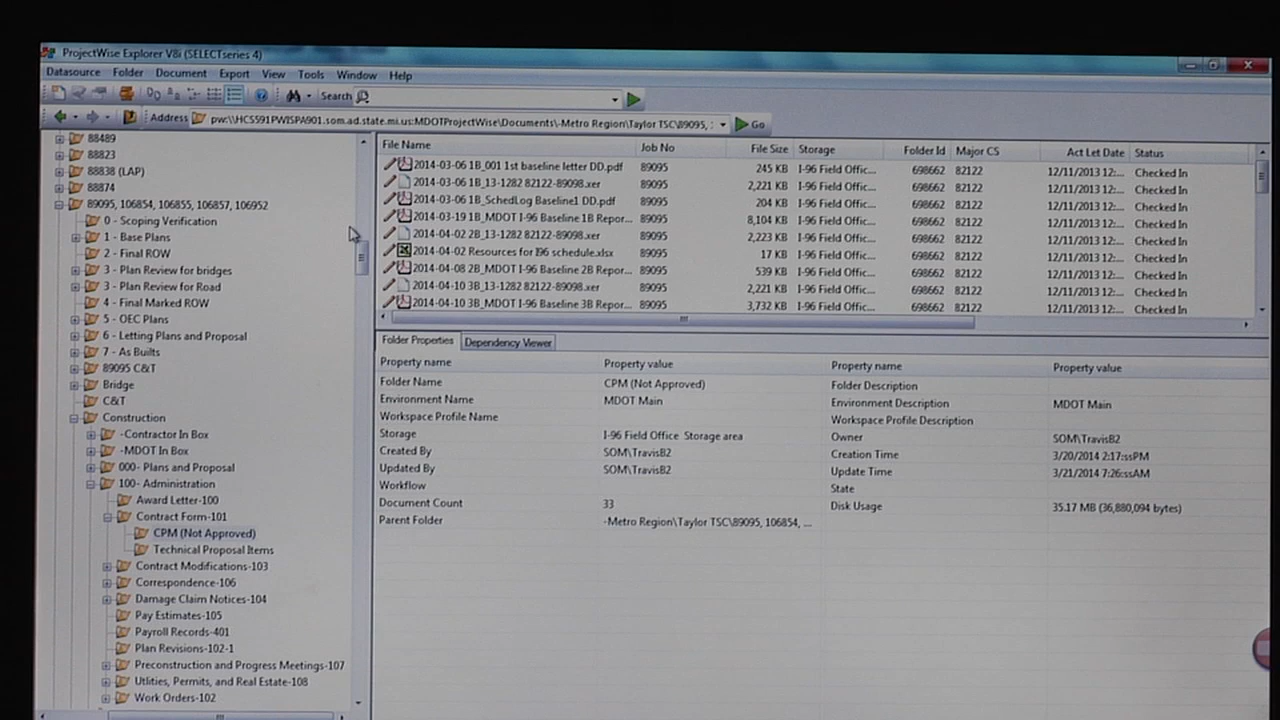 ProjectWise Explorer V8i (SELECTseries 4)
Datasource Folder Document Export View Tools Window Help
Search
Address pw:\\HCS591PWISPA901.som.ad.state.mi.us:MDOTProjectWise\Documents\-Metro Region\Taylor TSC\89095, : Go
88489
88823
88838 (LAP)
88874
89095, 106854, 106855, 106857, 106952
0 - Scoping Verification
1 - Base Plans
2 - Final ROW
3 - Plan Review for bridges
3 - Plan Review for Road
4 - Final Marked ROW
5 - OEC Plans
6 - Letting Plans and Proposal
7 - As Builts
89095 C&T
Bridge
C&T
Construction
-Contractor In Box
-MDOT In Box
000- Plans and Proposal
100- Administration
Award Letter-100
Contract Form-101
CPM (Not Approved)
Technical Proposal Items
Contract Modifications-103
Correspondence-106
Damage Claim Notices-104
Pay Estimates-105
Payroll Records-401
Plan Revisions-102-1
Preconstruction and Progress Meetings-107
Utlities, Permits, and Real Estate-108
Work Orders-102
File Name Job No File Size Storage Folder Id Major CS Act Let Date Status
2014-03-06 1B_001 1st baseline letter DD.pdf 89095 245 KB I-96 Field Offic... 698662 82122 12/11/2013 12:... Checked In
2014-03-06 1B_13-1282 82122-89098.xer 89095 2,221 KB I-96 Field Offic... 698662 82122 12/11/2013 12:... Checked In
2014-03-06 1B_SchedLog Baseline1 DD.pdf 89095 204 KB I-96 Field Offic... 698662 82122 12/11/2013 12:... Checked In
2014-03-19 1B_MDOT I-96 Baseline 1B Repor... 89095 8,104 KB I-96 Field Offic... 698662 82122 12/11/2013 12:... Checked In
2014-04-02 2B_13-1282 82122-89098.xer 89095 2,223 KB I-96 Field Offic... 698662 82122 12/11/2013 12:... Checked In
2014-04-02 Resources for I96 schedule.xlsx 89095 17 KB I-96 Field Offic... 698662 82122 12/11/2013 12:... Checked In
2014-04-08 2B_MDOT I-96 Baseline 2B Repor... 89095 539 KB I-96 Field Offic... 698662 82122 12/11/2013 12:... Checked In
2014-04-10 3B_13-1282 82122-89098.xer 89095 2,221 KB I-96 Field Offic... 698662 82122 12/11/2013 12:... Checked In
2014-04-10 3B_MDOT I-96 Baseline 3B Repor... 89095 3,732 KB I-96 Field Offic... 698662 82122 12/11/2013 12:... Checked In
Folder Properties Dependency Viewer
Property name Property value Property name Property value
Folder Name CPM (Not Approved) Folder Description
Environment Name MDOT Main Environment Description MDOT Main
Workspace Profile Name Workspace Profile Description
Storage I-96 Field Office Storage area Owner SOM\TravisB2
Created By SOM\TravisB2 Creation Time 3/20/2014 2:17:ssPM
Updated By SOM\TravisB2 Update Time 3/21/2014 7:26:ssAM
Workflow State
Document Count 33 Disk Usage 35.17 MB (36,880,094 bytes)
Parent Folder -Metro Region\Taylor TSC\89095, 106854, ...